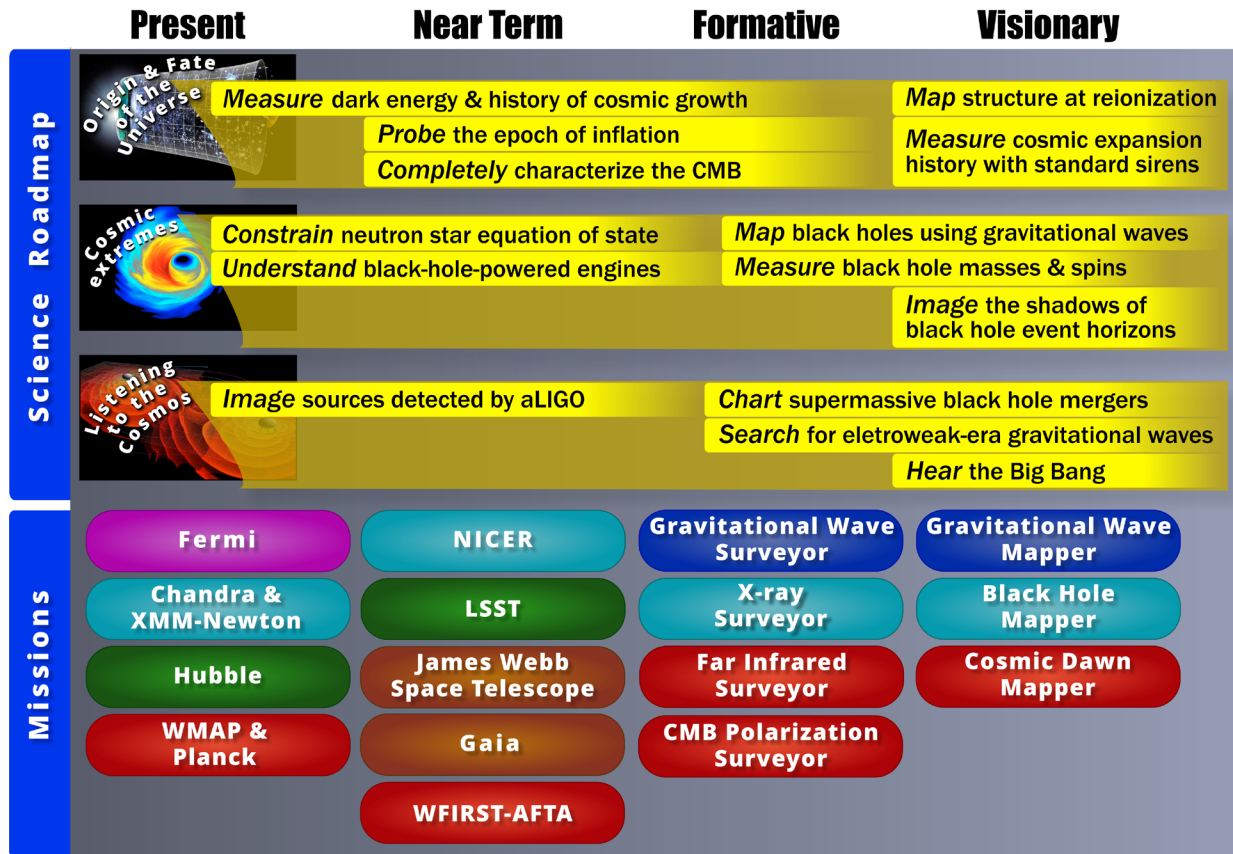 Present
Near Term
Formative
Visionary
Science Roadmap
Origin & Fate
of the
Universe
Measure dark energy & history of cosmic growth
Probe the epoch of inflation
Completely characterize the CMB
Map structure at reionization
Measure cosmic expansion
history with standard sirens
Cosmic
extremes
Constrain neutron star equation of state
Understand black-hole-powered engines
Map black holes using gravitational waves
Measure black hole masses & spins
Image the shadows of
black hole event horizons
Listening
to the
Cosmos
Image sources detected by aLIGO
Chart supermassive black hole mergers
Search for eletroweak-era gravitational waves
Hear the Big Bang
Missions
Fermi
Chandra &
XMM-Newton
Hubble
WMAP &
Planck
NICER
LSST
James Webb
Space Telescope
Gaia
WFIRST-AFTA
Gravitational Wave
Surveyor
X-ray
Surveyor
Far Infrared
Surveyor
CMB Polarization
Surveyor
Gravitational Wave
Mapper
Black Hole
Mapper
Cosmic Dawn
Mapper